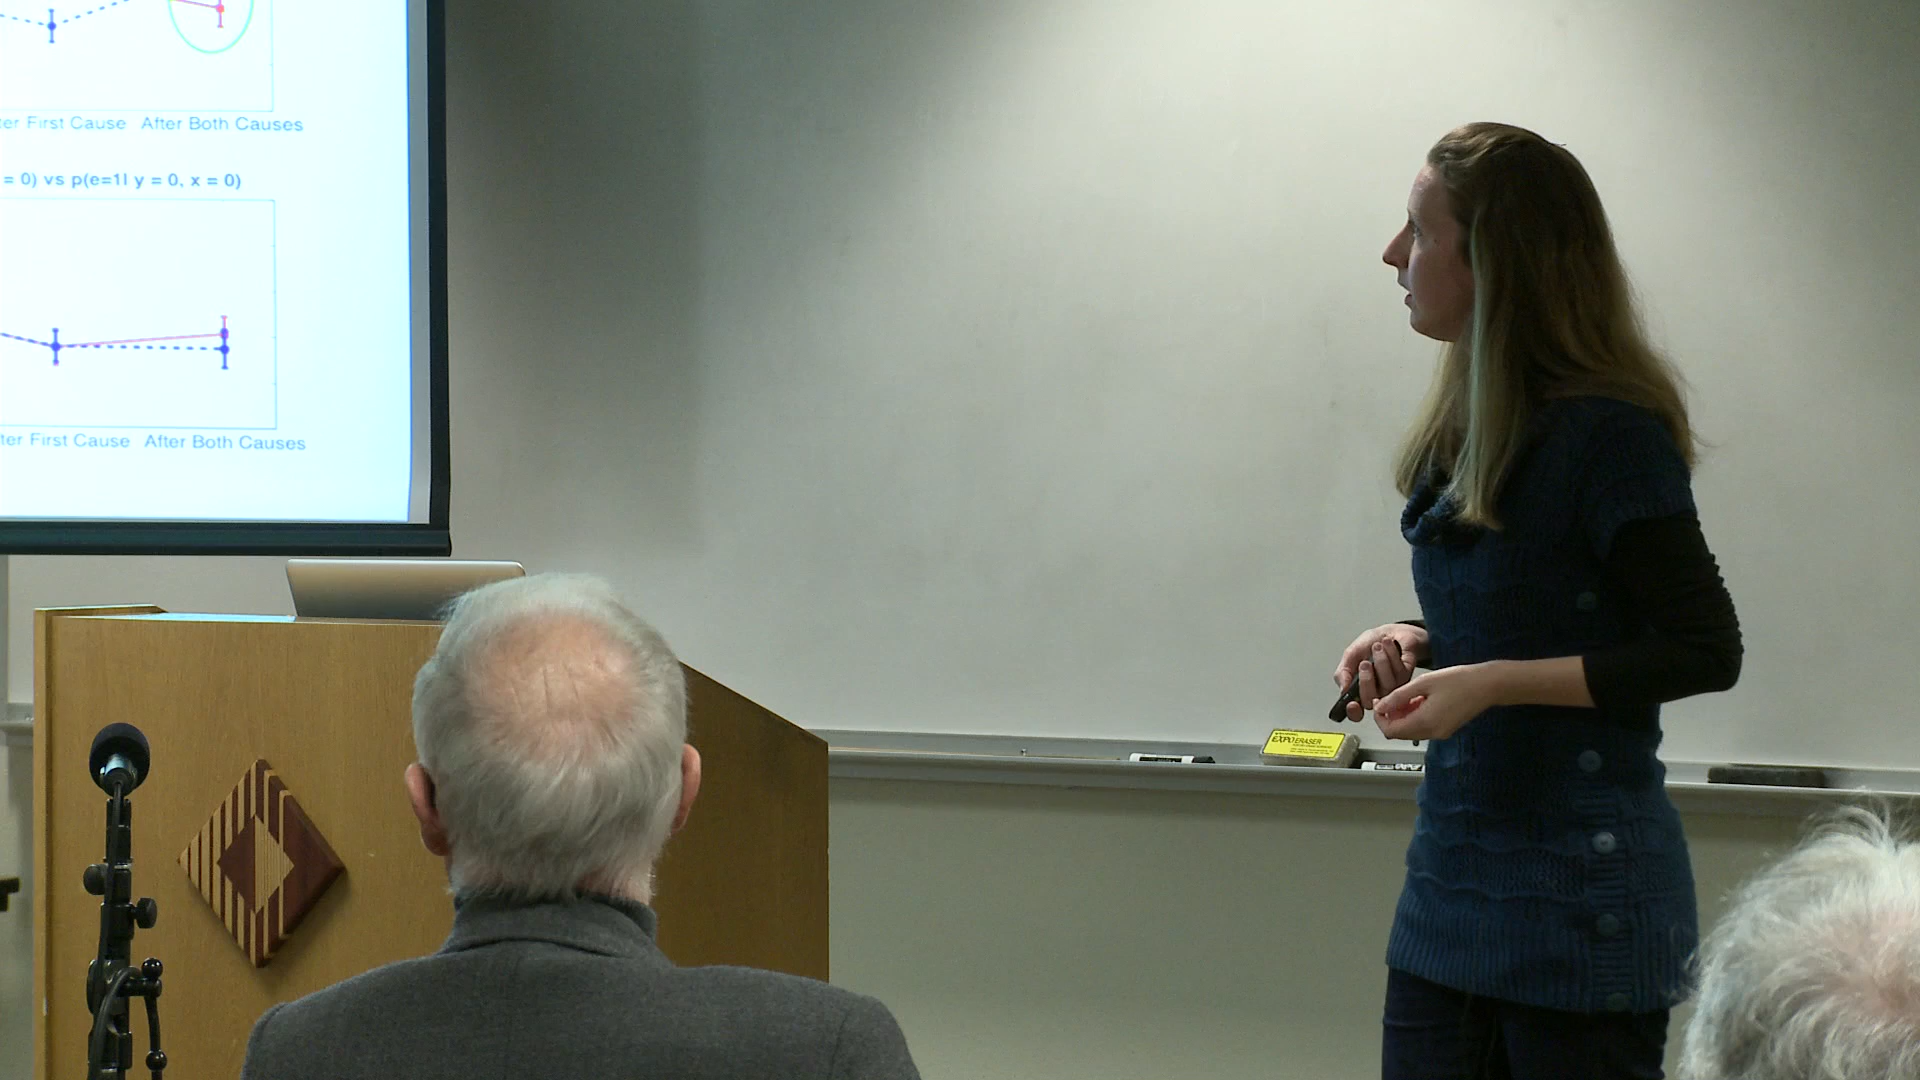 ter First Cause After Both Causes
= 0) vs p(e=1| y = 0, x = 0)
ter First Cause After Both Causes
EXPO ERASER